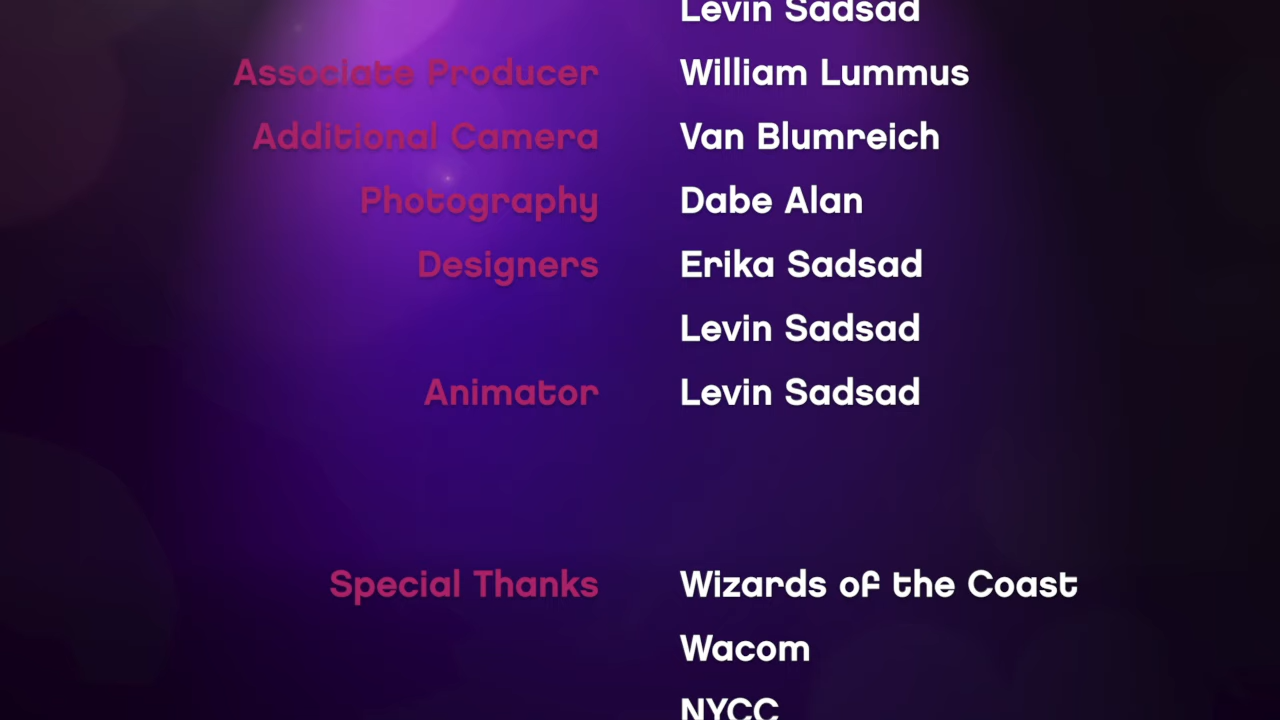 Levin Sadsad
Associate Producer William Lummus
Additional Camera Van Blumreich
Photography Dabe Alan
Designers Erika Sadsad
Levin Sadsad
Animator Levin Sadsad
Special Thanks Wizards of the Coast
Wacom
NYCC